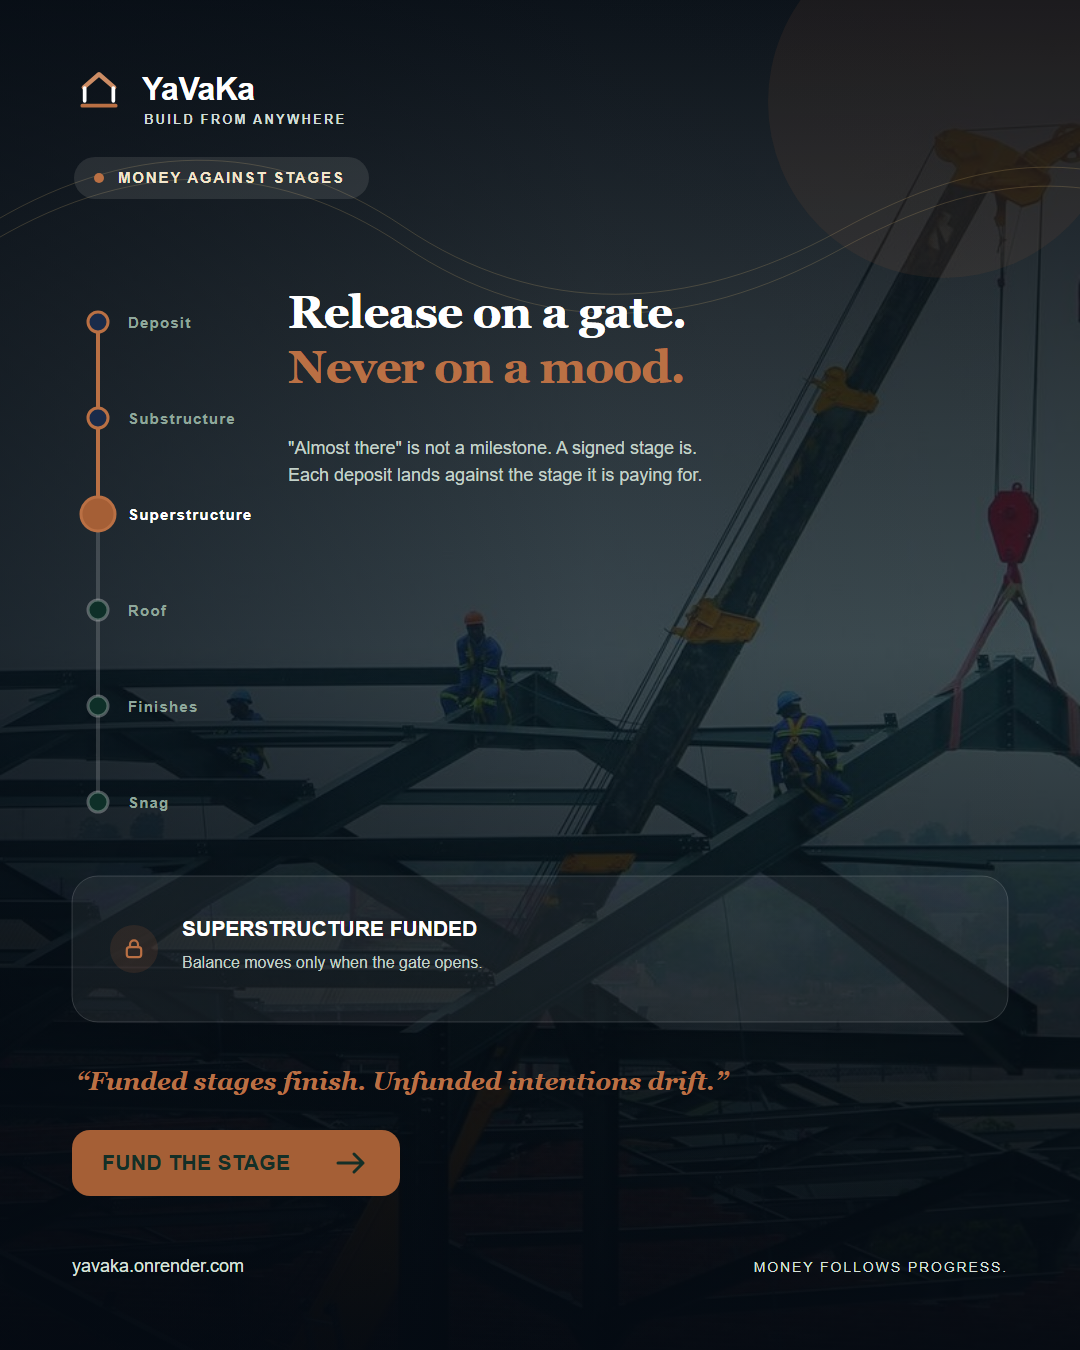 YaVaKa
BUILD FROM ANYWHERE
MONEY AGAINST STAGES
Release on a gate.
Never on a mood.
"Almost there" is not a milestone. A signed stage is.
Each deposit lands against the stage it is paying for.
Deposit
Substructure
Superstructure
Roof
Finishes
Snag
SUPERSTRUCTURE FUNDED
Balance moves only when the gate opens.
“Funded stages finish. Unfunded intentions drift.”
FUND THE STAGE
yavaka.onrender.com
MONEY FOLLOWS PROGRESS.